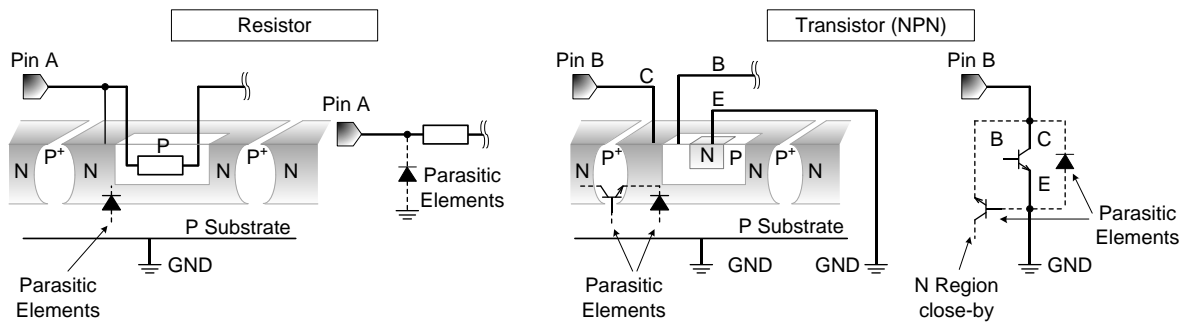 Resistor
Transistor (NPN)
Pin A
Pin B
Pin B
C
B
E
Pin A
P
N
P+
N
N
P+
N
N
P+
N
N
P
N
P+
N
B
C
E
Parasitic
Elements
Parasitic
Elements
P Substrate
GND
Parasitic
Elements
P Substrate
GND
GND
Parasitic
Elements
GND
N Region
close-by